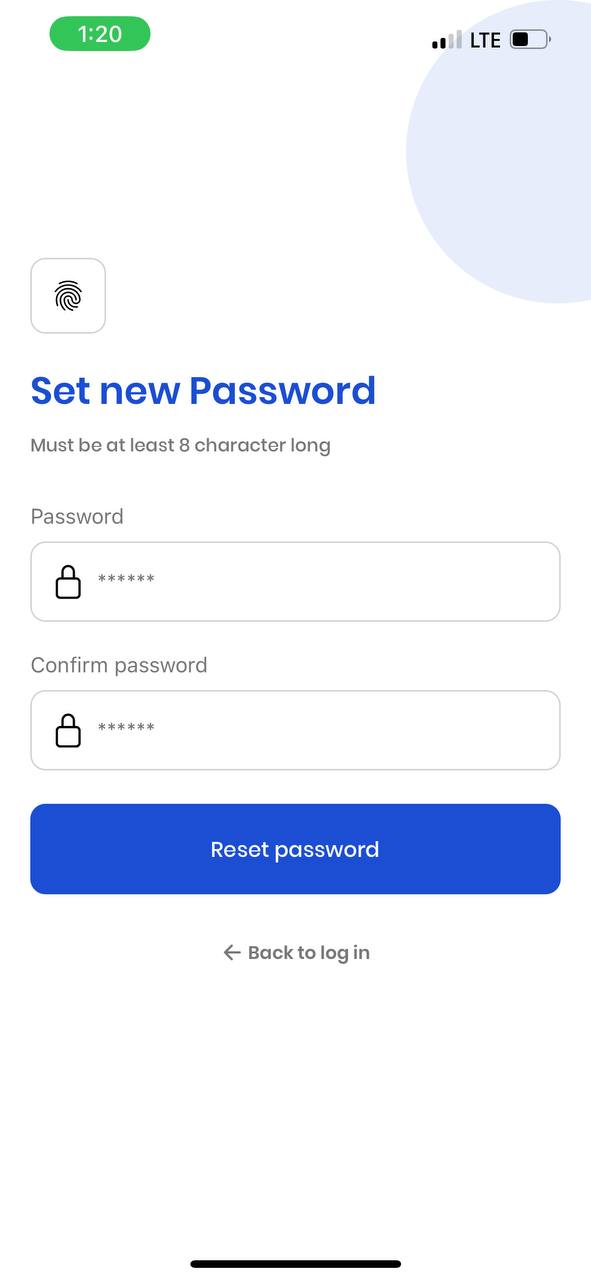 1:20
LTE
Set new Password
Must be at least 8 character long
Password
******
Confirm password
******
Reset password
← Back to log in